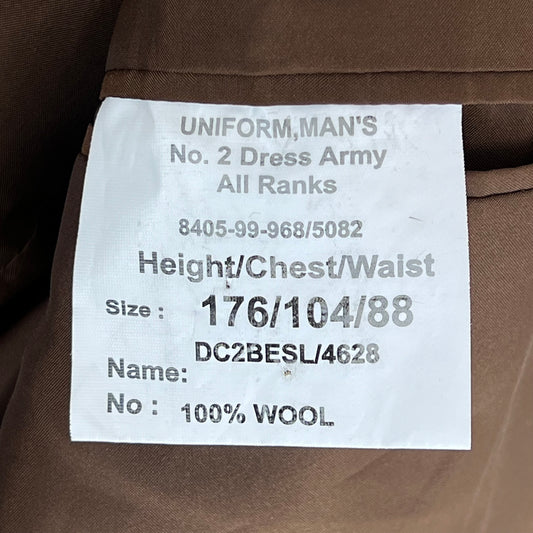 UNIFORM,MAN'S
No. 2 Dress Army
All Ranks
8405-99-968/5082
Height/Chest/Waist
Size : 176/104/88
DC2BESL/4628
Name:
No : 100% WOOL